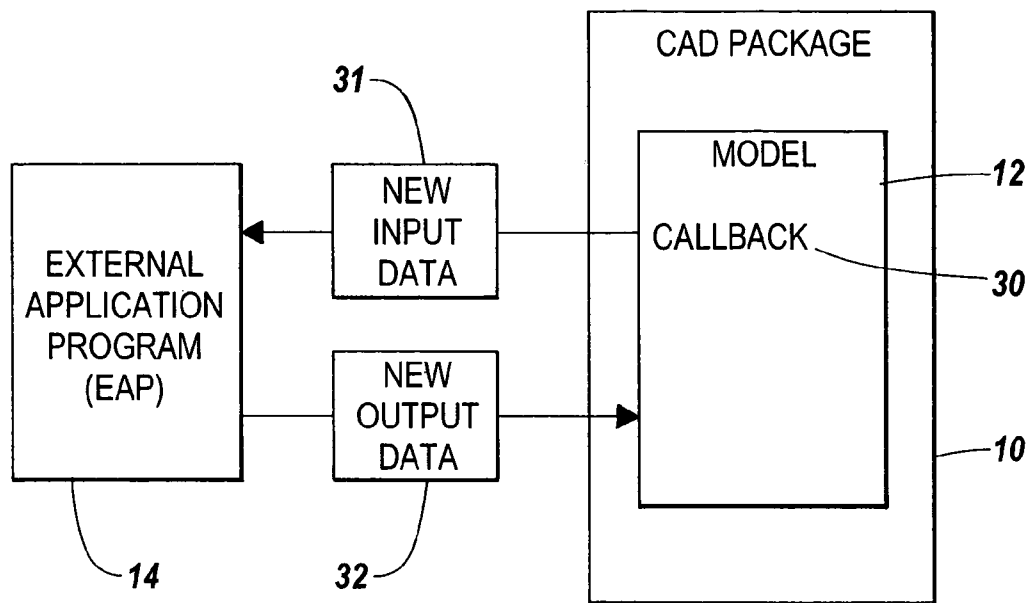 CAD PACKAGE
31
MODEL
12
NEW
INPUT
DATA
CALLBACK
30
EXTERNAL
APPLICATION
PROGRAM
(EAP)
NEW
OUTPUT
DATA
10
14
32